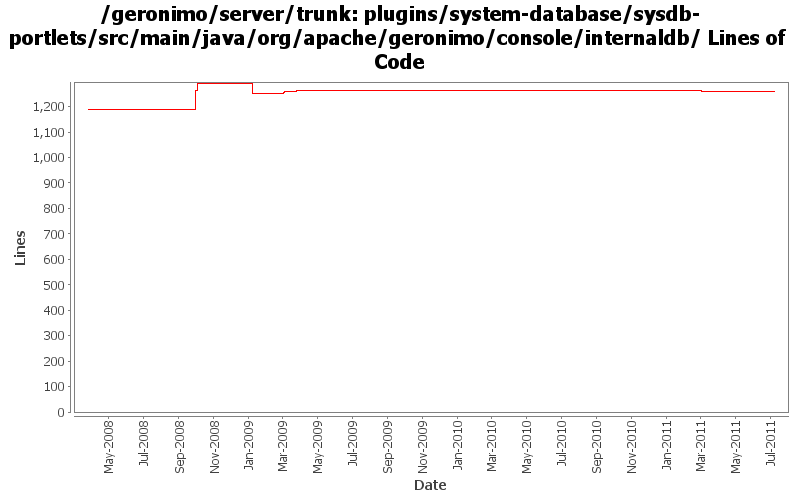 /geronimo/server/trunk: plugins/system-database/sysdb-
portlets/src/main/java/org/apache/geronimo/console/internaldb/ Lines of
Code
Lines
1,200
1,100
1,000
900
800
700
600
500
400
300
200
100
0
May-2008
Jul-2008
Sep-2008
Nov-2008
Jan-2009
Mar-2009
May-2009
Jul-2009
Sep-2009
Nov-2009
Jan-2010
Mar-2010
May-2010
Jul-2010
Sep-2010
Nov-2010
Jan-2011
Mar-2011
May-2011
Jul-2011
Date